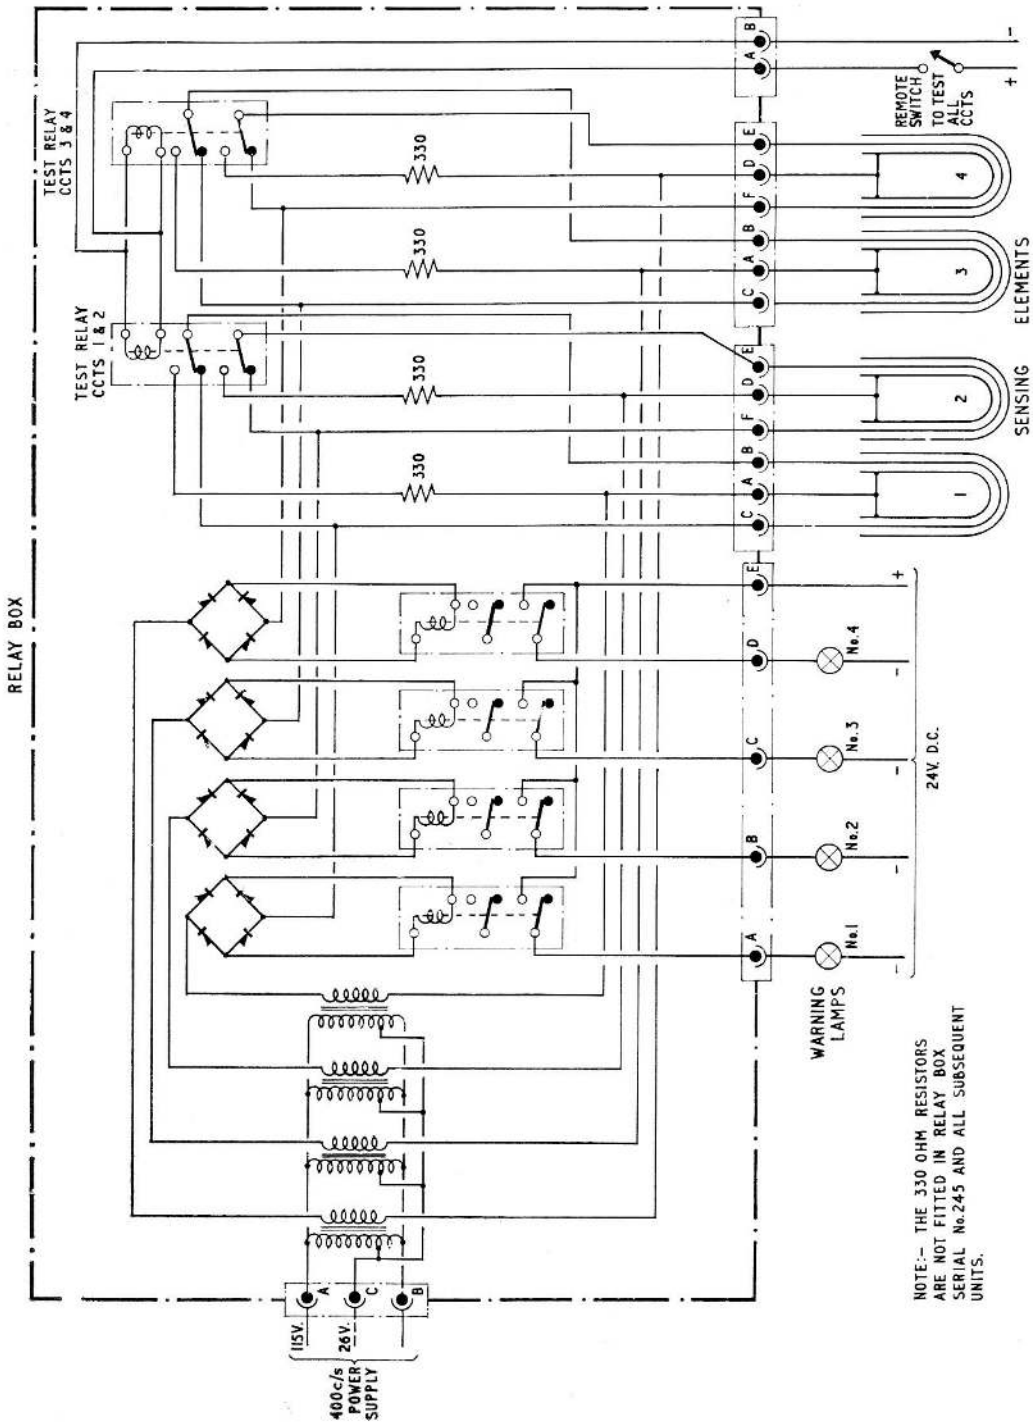 RELAY BOX
TEST RELAY
CCTS 3 & 4
TEST RELAY
CCTS 1 & 2
330
330
330
330
A
B
E
D
F
B
A
C
E
D
F
B
A
C
E
D
C
B
A
REMOTE
SWITCH
TO TEST
ALL
CCTS
-
+
4
3
2
1
SENSING ELEMENTS
WARNING
LAMPS
No.1
No.2
No.3
No.4
-
-
-
-
+
24V. D.C.
400c/s
POWER
SUPPLY
115V.
26V.
A
C
B
NOTE:- THE 330 OHM RESISTORS
ARE NOT FITTED IN RELAY BOX
SERIAL No.245 AND ALL SUBSEQUENT
UNITS.